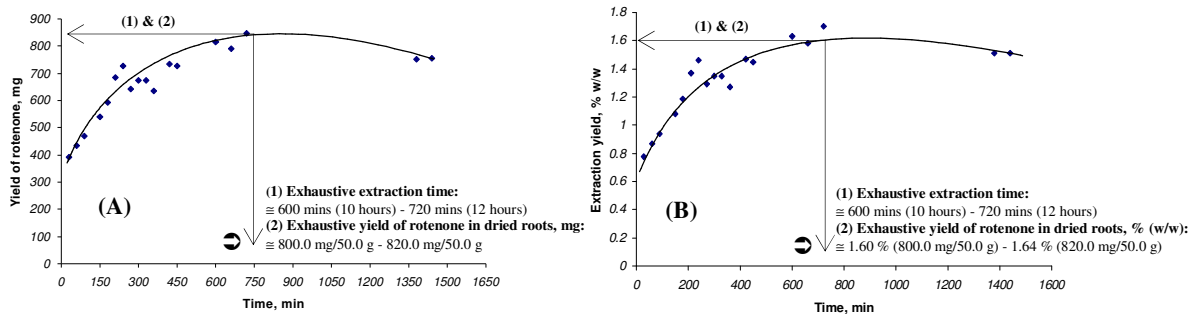 (1) & (2)
Yield of rotenone, mg
900
800
700
600
500
400
300
200
100
0
(A)
(1) Exhaustive extraction time:
≅ 600 mins (10 hours) - 720 mins (12 hours)
(2) Exhaustive yield of rotenone in dried roots, mg:
≅ 800.0 mg/50.0 g - 820.0 mg/50.0 g
0 150 300 450 600 750 900 1050 1200 1350 1500 1650
Time, min
(1) & (2)
Extraction yield, % w/w
1.8
1.6
1.4
1.2
1
0.8
0.6
0.4
0.2
0
(B)
(1) Exhaustive extraction time:
≅ 600 mins (10 hours) - 720 mins (12 hours)
(2) Exhaustive yield of rotenone in dried roots, % (w/w):
≅ 1.60 % (800.0 mg/50.0 g) - 1.64 % (820.0 mg/50.0 g)
0 200 400 600 800 1000 1200 1400 1600
Time, min